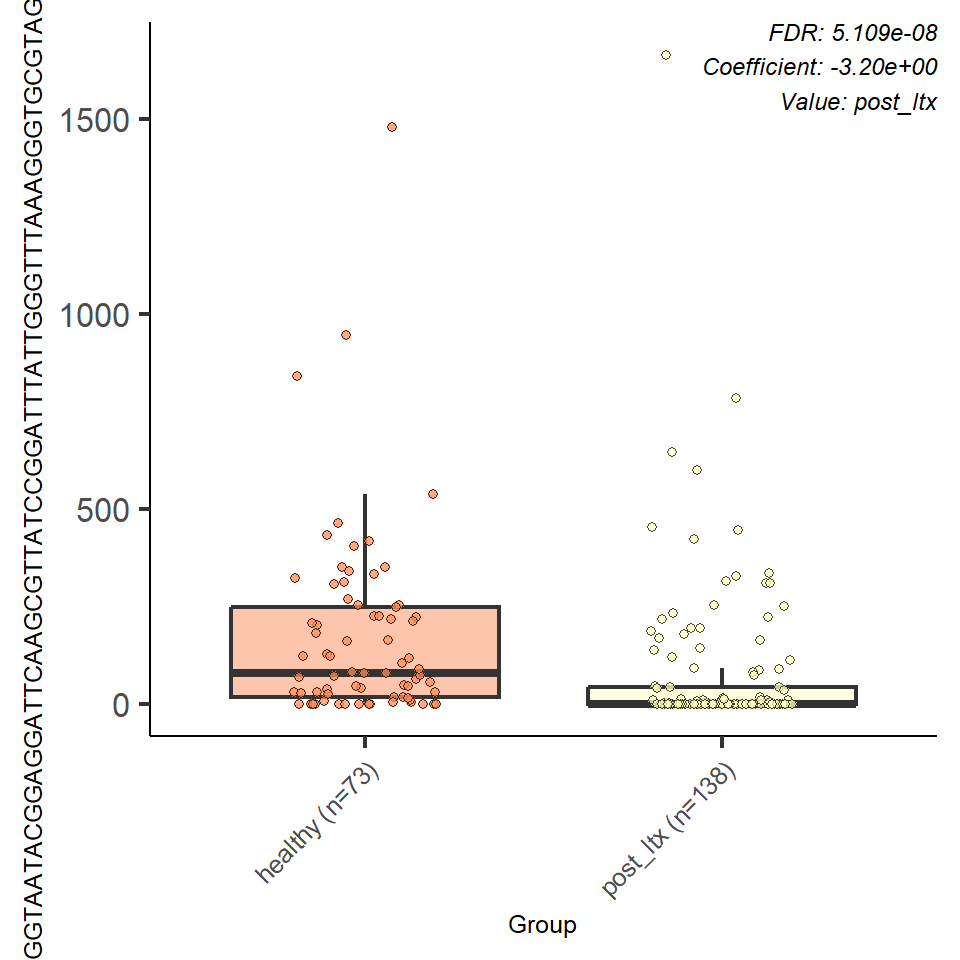 GGTAATACGGAGGATTCAAGCGTTATCCGGATTTATTGGGTTTAAAGGGTGCGTAG
FDR: 5.109e-08
Coefficient: -3.20e+00
Value: post_ltx
1500
1000
500
0
healthy (n=73)
post_ltx (n=138)
Group